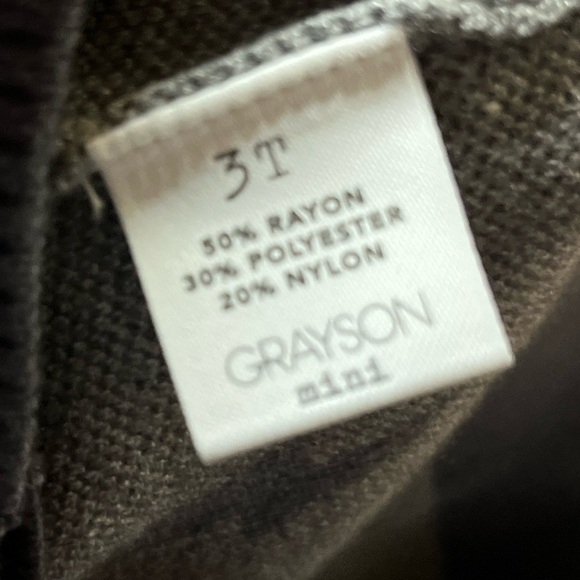 3T
50% RAYON
30% POLYESTER
20% NYLON
GRAYSON
mini